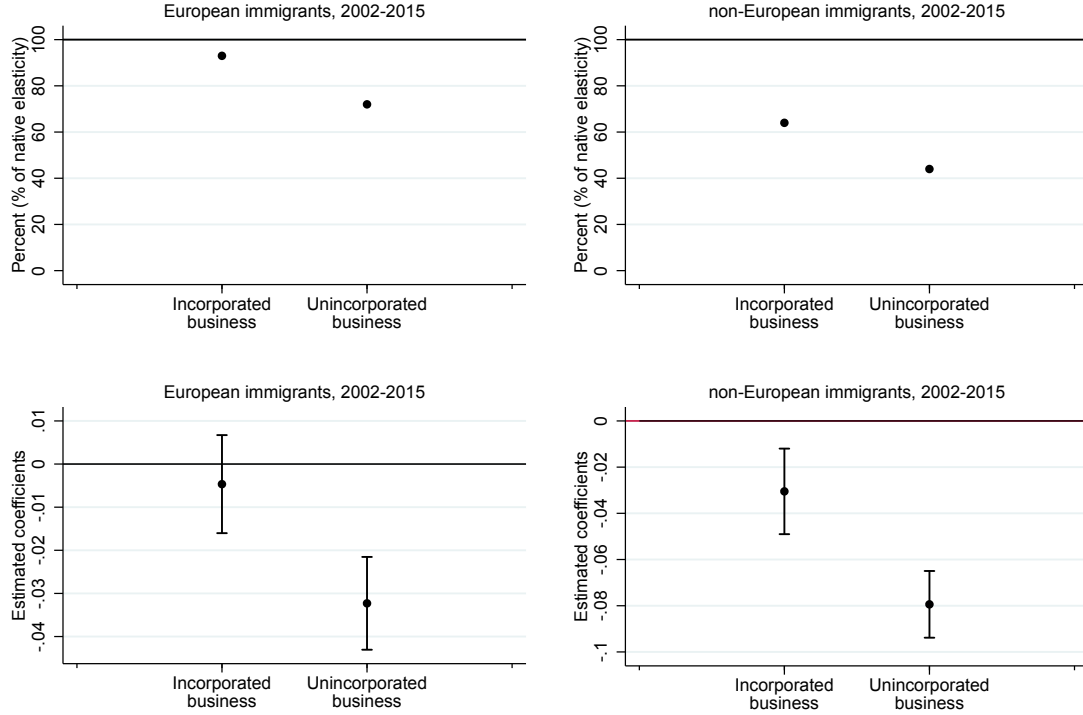 European immigrants, 2002-2015
Percent (% of native elasticity)
100
80
60
40
20
0
Incorporated
business
Unincorporated
business
non-European immigrants, 2002-2015
Percent (% of native elasticity)
100
80
60
40
20
0
Incorporated
business
Unincorporated
business
European immigrants, 2002-2015
Estimated coefficients
.01
0
-.01
-.02
-.03
-.04
Incorporated
business
Unincorporated
business
non-European immigrants, 2002-2015
Estimated coefficients
0
-.02
-.04
-.06
-.08
-.1
Incorporated
business
Unincorporated
business